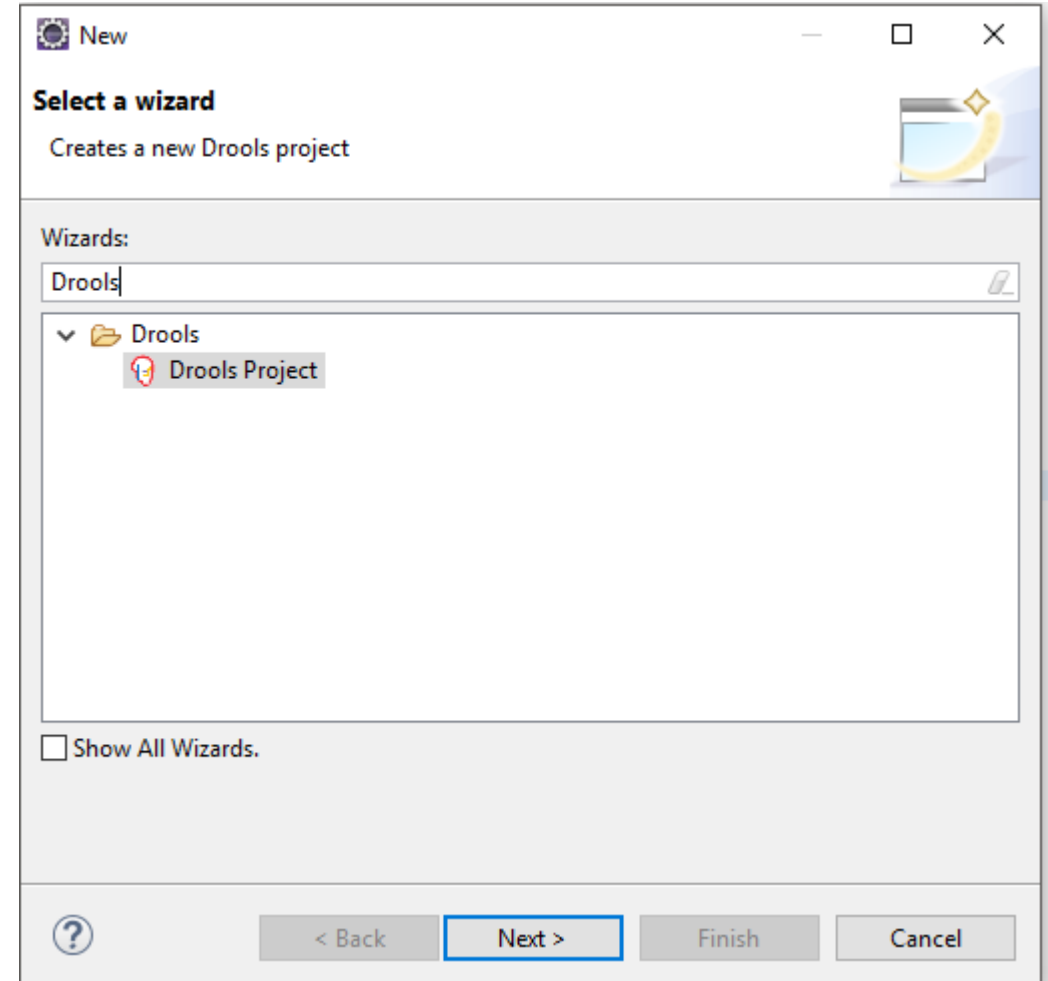 New
Select a wizard
Creates a new Drools project
Wizards:
Drools
Drools
Drools Project
Show All Wizards.
< Back Next > Finish Cancel